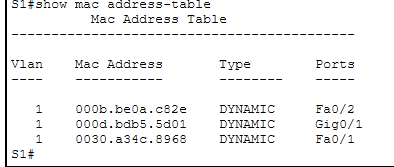 S1#show mac address-table
Mac Address Table
-------------------------------------------
Vlan Mac Address Type Ports
---- ----------- -------- -----
1 000b.be0a.c82e DYNAMIC Fa0/2
1 000d.bdb5.5d01 DYNAMIC Gig0/1
1 0030.a34c.8968 DYNAMIC Fa0/1
S1#